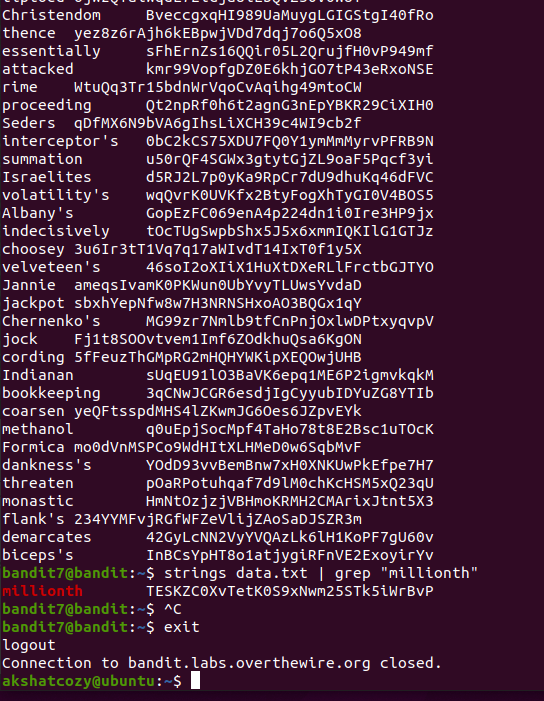 Christendom BveccgxqHI989UaMuygLGIGStgI40fRo
thence yez8z6rAjh6kEBpwjVDd7dqj7o6Q5xO8
essentially sFhErnZs16QQir05L2QrujfH0vP949mf
attacked kmr99VopfgDZ0E6khjGO7tP43eRxoNSE
rime WtuQq3Tr15bdnWrVqoCvAqihg49mtoCW
proceeding Qt2npRf0h6t2agnG3nEpYBKR29CiXIH0
Seders qDfMX6N9bVA6gIhsLiXCH39c4WI9cb2f
interceptor's 0bC2kCS75XDU7FQ0Y1ymMmMyrvPFRB9N
summation u50rQF4SGWx3gtytGjZL9oaF5Pqcf3yi
Israelites d5RJ2L7p0yKa9RpCr7dU9dhuKq46dFVC
volatility's wqQvrK0UVKfx2BtyFogXhTyGI0V4BOS5
Albany's GopEzFC069enA4p224dn1i0Ire3HP9jx
indecisively tOcTUgSwpbShx5J5x6xmmIQKIlG1GTJz
choosey 3u6Ir3tT1Vq7q17aWIvdT14IxT0f1y5X
velveteen's 46soI2oXIiX1HuXtDXeRLlFrctbGJTYO
Jannie ameqsIvamK0PKWun0UbYvyTLUwsYvdaD
jackpot sbxhYepNfw8w7H3NRNSHxoAO3BQGx1qY
Chernenko's MG99zr7Nmlb9tfCnPnjOxlwDPtxyqvpV
jock Fj1t8SOOvtvem1Imf6ZOdkhuQsa6KgON
cording 5fFeuzThGMpRG2mHQHYWKipXEQOwjUHB
Indianan sUqEU91lO3BaVK6epq1ME6P2igmvkqkM
bookkeeping 3qCNwJCGR6esdjIgCyyubIDYuZG8YTIb
coarsen yeQFtsspdMHS4lZKwmJG6Oes6JZpvEYk
methanol q0uEpjSocMpf4TaHo78t8E2Bsc1uTOcK
Formica mo0dVnMSPCo9WdHItXLHMeD0w6SqbMvF
dankness's YOdD93vvBemBnw7xH0XNKUwPkEfpe7H7
threaten pOaRPotuhqaf7d9lM0chKcHSM5xQ23qU
monastic HmNtOzjzjVBHmoKRMH2CMArixJtnt5X3
flank's 234YYMFvjRGfWFZeVlijZAoSaDJSZR3m
demarcates 42GyLcNN2VyYVQAzLk6lH1KoPF7gU60v
biceps's InBCsYpHT8o1atjygiRFnVE2ExoyirYv
bandit7@bandit:~$ strings data.txt | grep "millionth"
millionth TESKZC0XvTetK0S9xNwm25STk5iWrBvP
bandit7@bandit:~$ ^C
bandit7@bandit:~$ exit
logout
Connection to bandit.labs.overthewire.org closed.
akshatcozy@ubuntu:~$